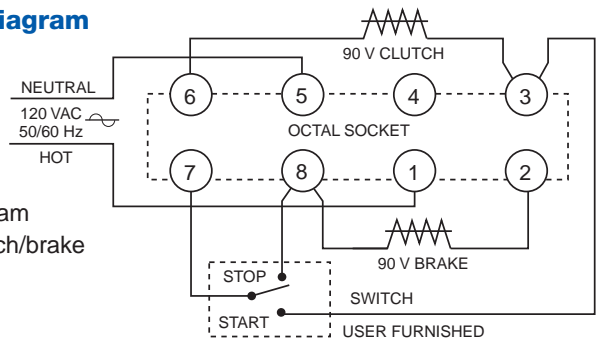 iagram
90 V CLUTCH
NEUTRAL
6 5 4 3
120 VAC
50/60 Hz
OCTAL SOCKET
HOT
7 8 1 2
am
ch/brake
90 V BRAKE
STOP
SWITCH
START
USER FURNISHED